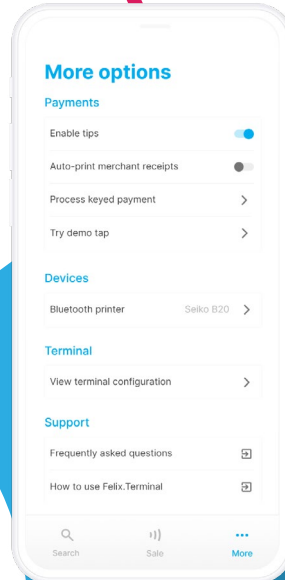 More options
Payments
Enable tips
Auto-print merchant receipts
Process keyed payment
Try demo tap
Devices
Bluetooth printer Seiko B20
Terminal
View terminal configuration
Support
Frequently asked questions
How to use Felix.Terminal
Search Sale More